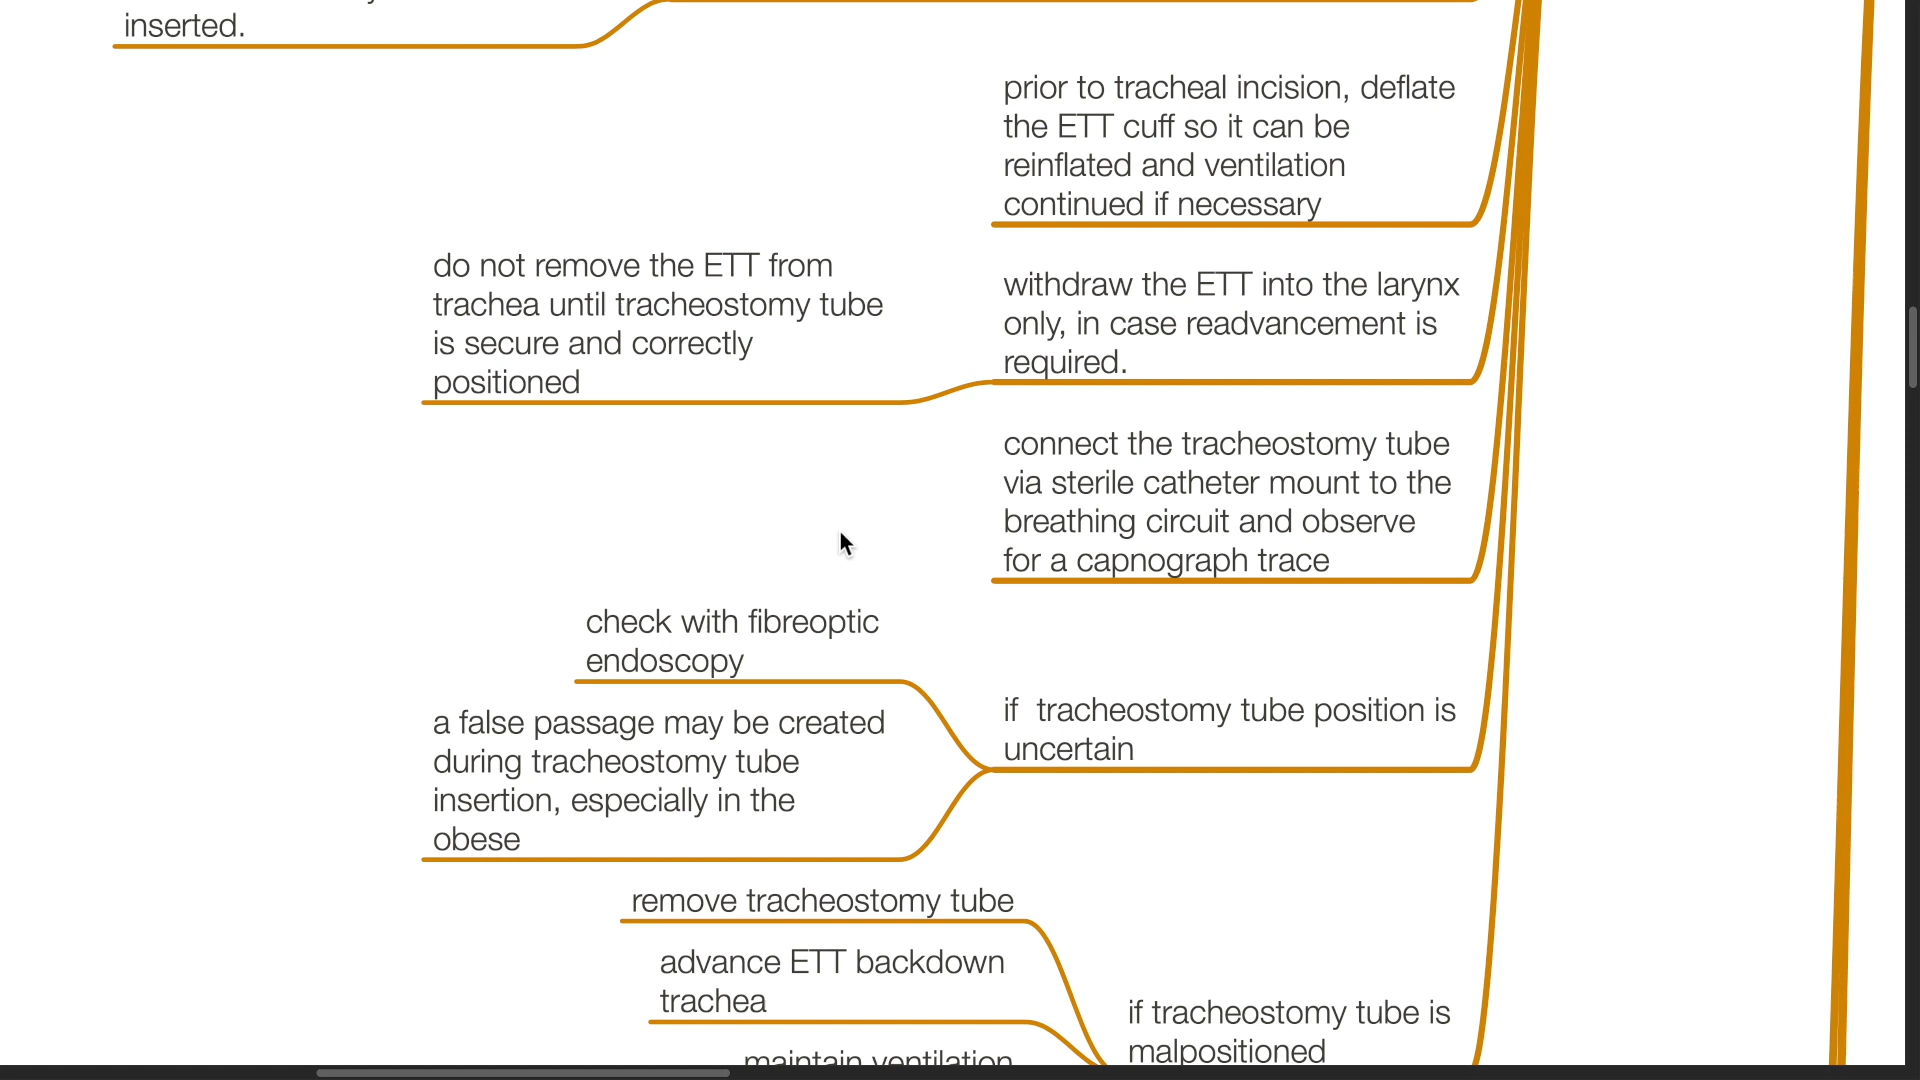 inserted.
prior to tracheal incision, deflate
the ETT cuff so it can be
reinflated and ventilation
continued if necessary
do not remove the ETT from
trachea until tracheostomy tube
is secure and correctly
positioned
withdraw the ETT into the larynx
only, in case readvancement is
required.
connect the tracheostomy tube
via sterile catheter mount to the
breathing circuit and observe
for a capnograph trace
check with fibreoptic
endoscopy
a false passage may be created
during tracheostomy tube
insertion, especially in the
obese
if  tracheostomy tube position is
uncertain
remove tracheostomy tube
advance ETT backdown
trachea
maintain ventilation
if tracheostomy tube is
malpositioned